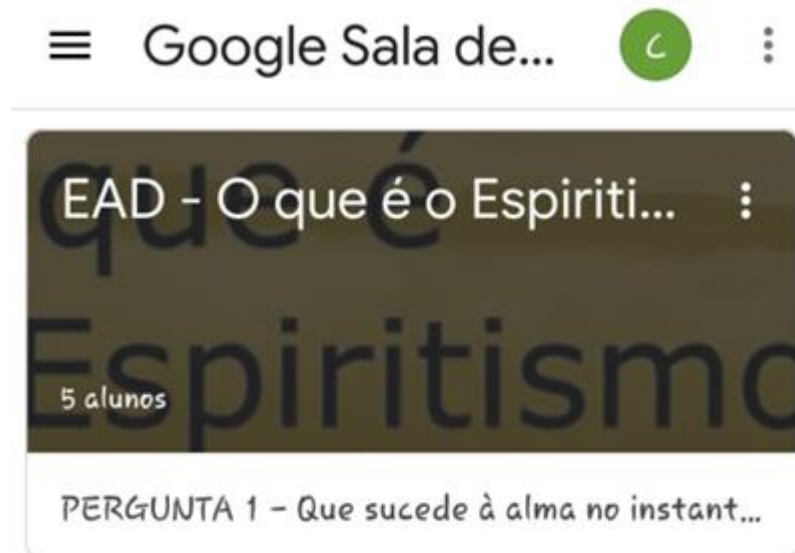 Google Sala de...
C
EAD - O que é o Espiriti...
que é
Espiritismo
5 alunos
PERGUNTA 1 - Que sucede à alma no instant...